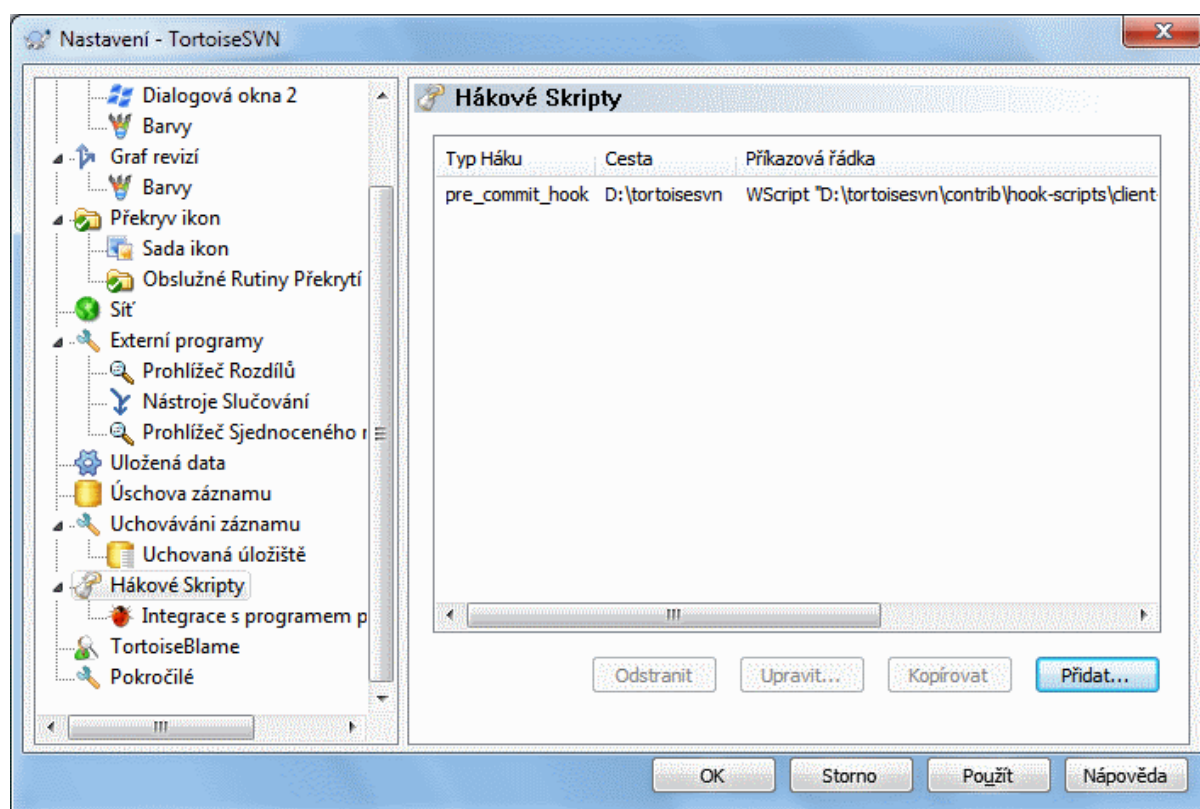 Nastavení - TortoiseSVN
Dialogová okna 2
Barvy
Graf revizí
Barvy
Překryv ikon
Sada ikon
Obslužné Rutiny Překrytí
Síť
Externí programy
Prohlížeč Rozdílů
Nástroje Slučování
Prohlížeč Sjednoceného r
Uložená data
Úschova záznamu
Uchováváni záznamu
Uchovaná úložiště
Hákové Skripty
Integrace s programem p
TortoiseBlame
Pokročilé
Hákové Skripty
Typ Háku Cesta Příkazová řádka
pre_commit_hook D:\tortoisesvn WScript "D:\tortoisesvn\contrib\hook-scripts\client-
Odstranit Upravit... Kopírovat Přidat...
OK Storno Použít Nápověda